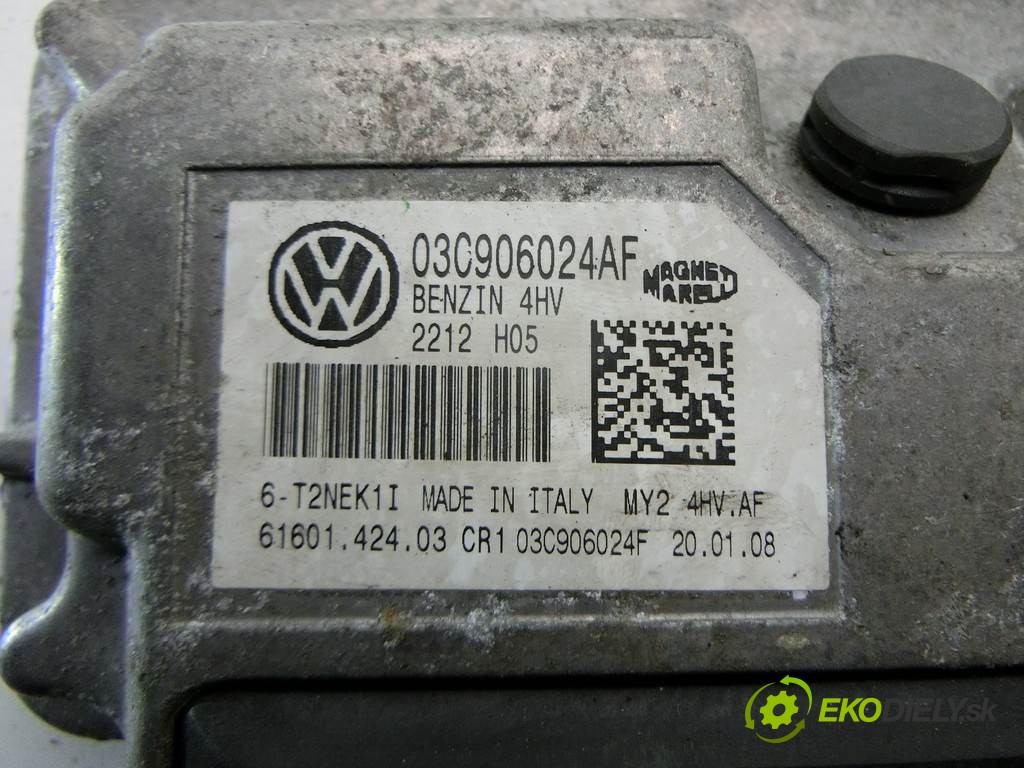 VW
03C906024AF
MAGNETI
MARELLI
BENZIN 4HV
2212 H05
6-T2NEK1I MADE IN ITALY MY2 4HV.AF
61601.424.03 CR1 03C906024F 20.01.08
EKODIELY.sk